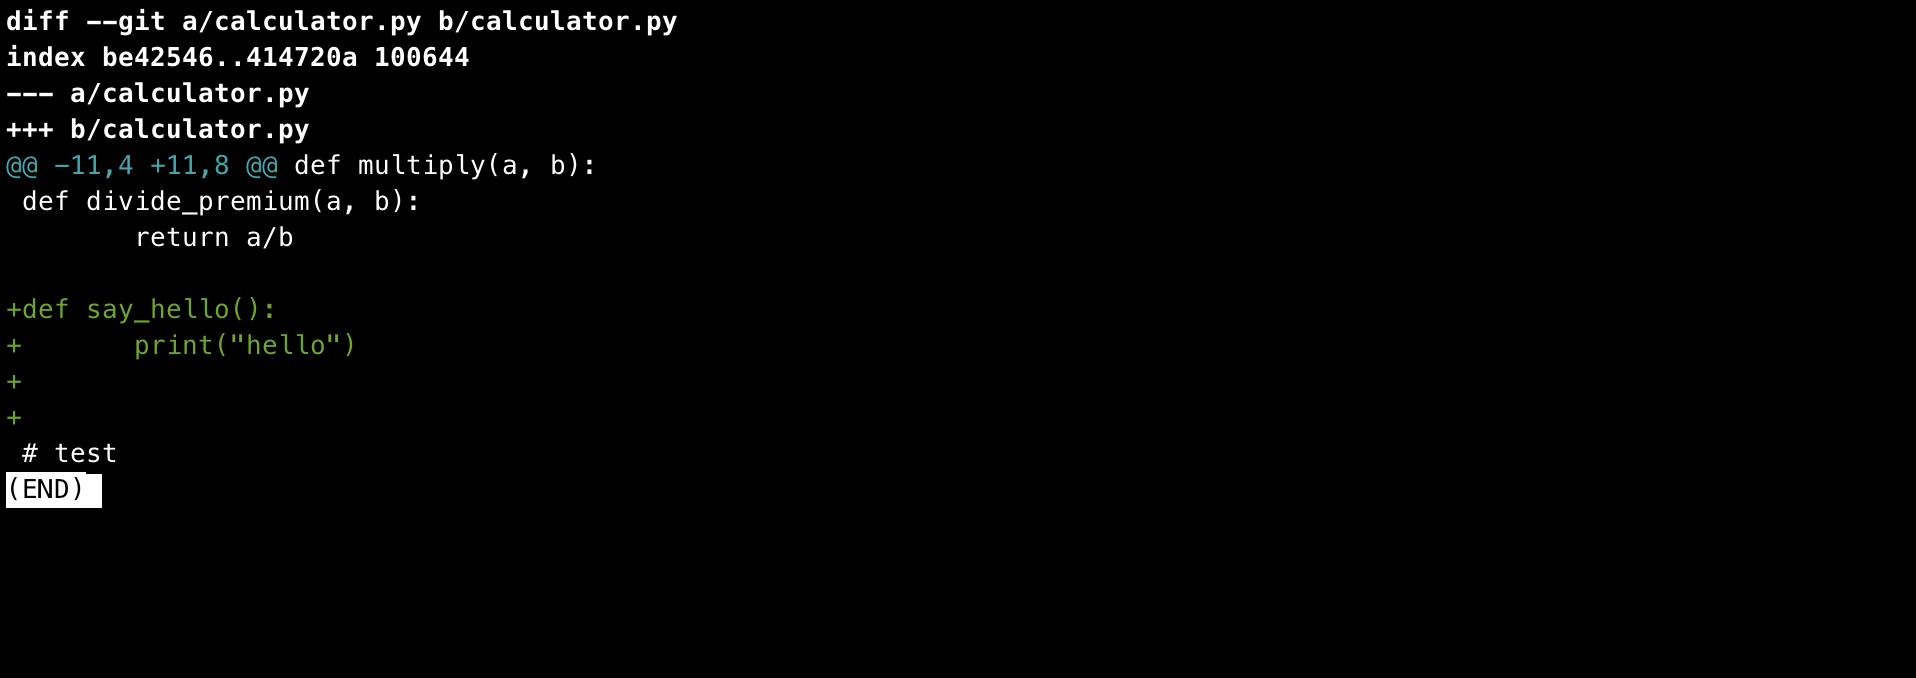 diff --git a/calculator.py b/calculator.py
index be42546..414720a 100644
--- a/calculator.py
+++ b/calculator.py
@@ -11,4 +11,8 @@ def multiply(a, b):
 def divide_premium(a, b):
        return a/b

+def say_hello():
+       print("hello")
+
+
 # test
(END)